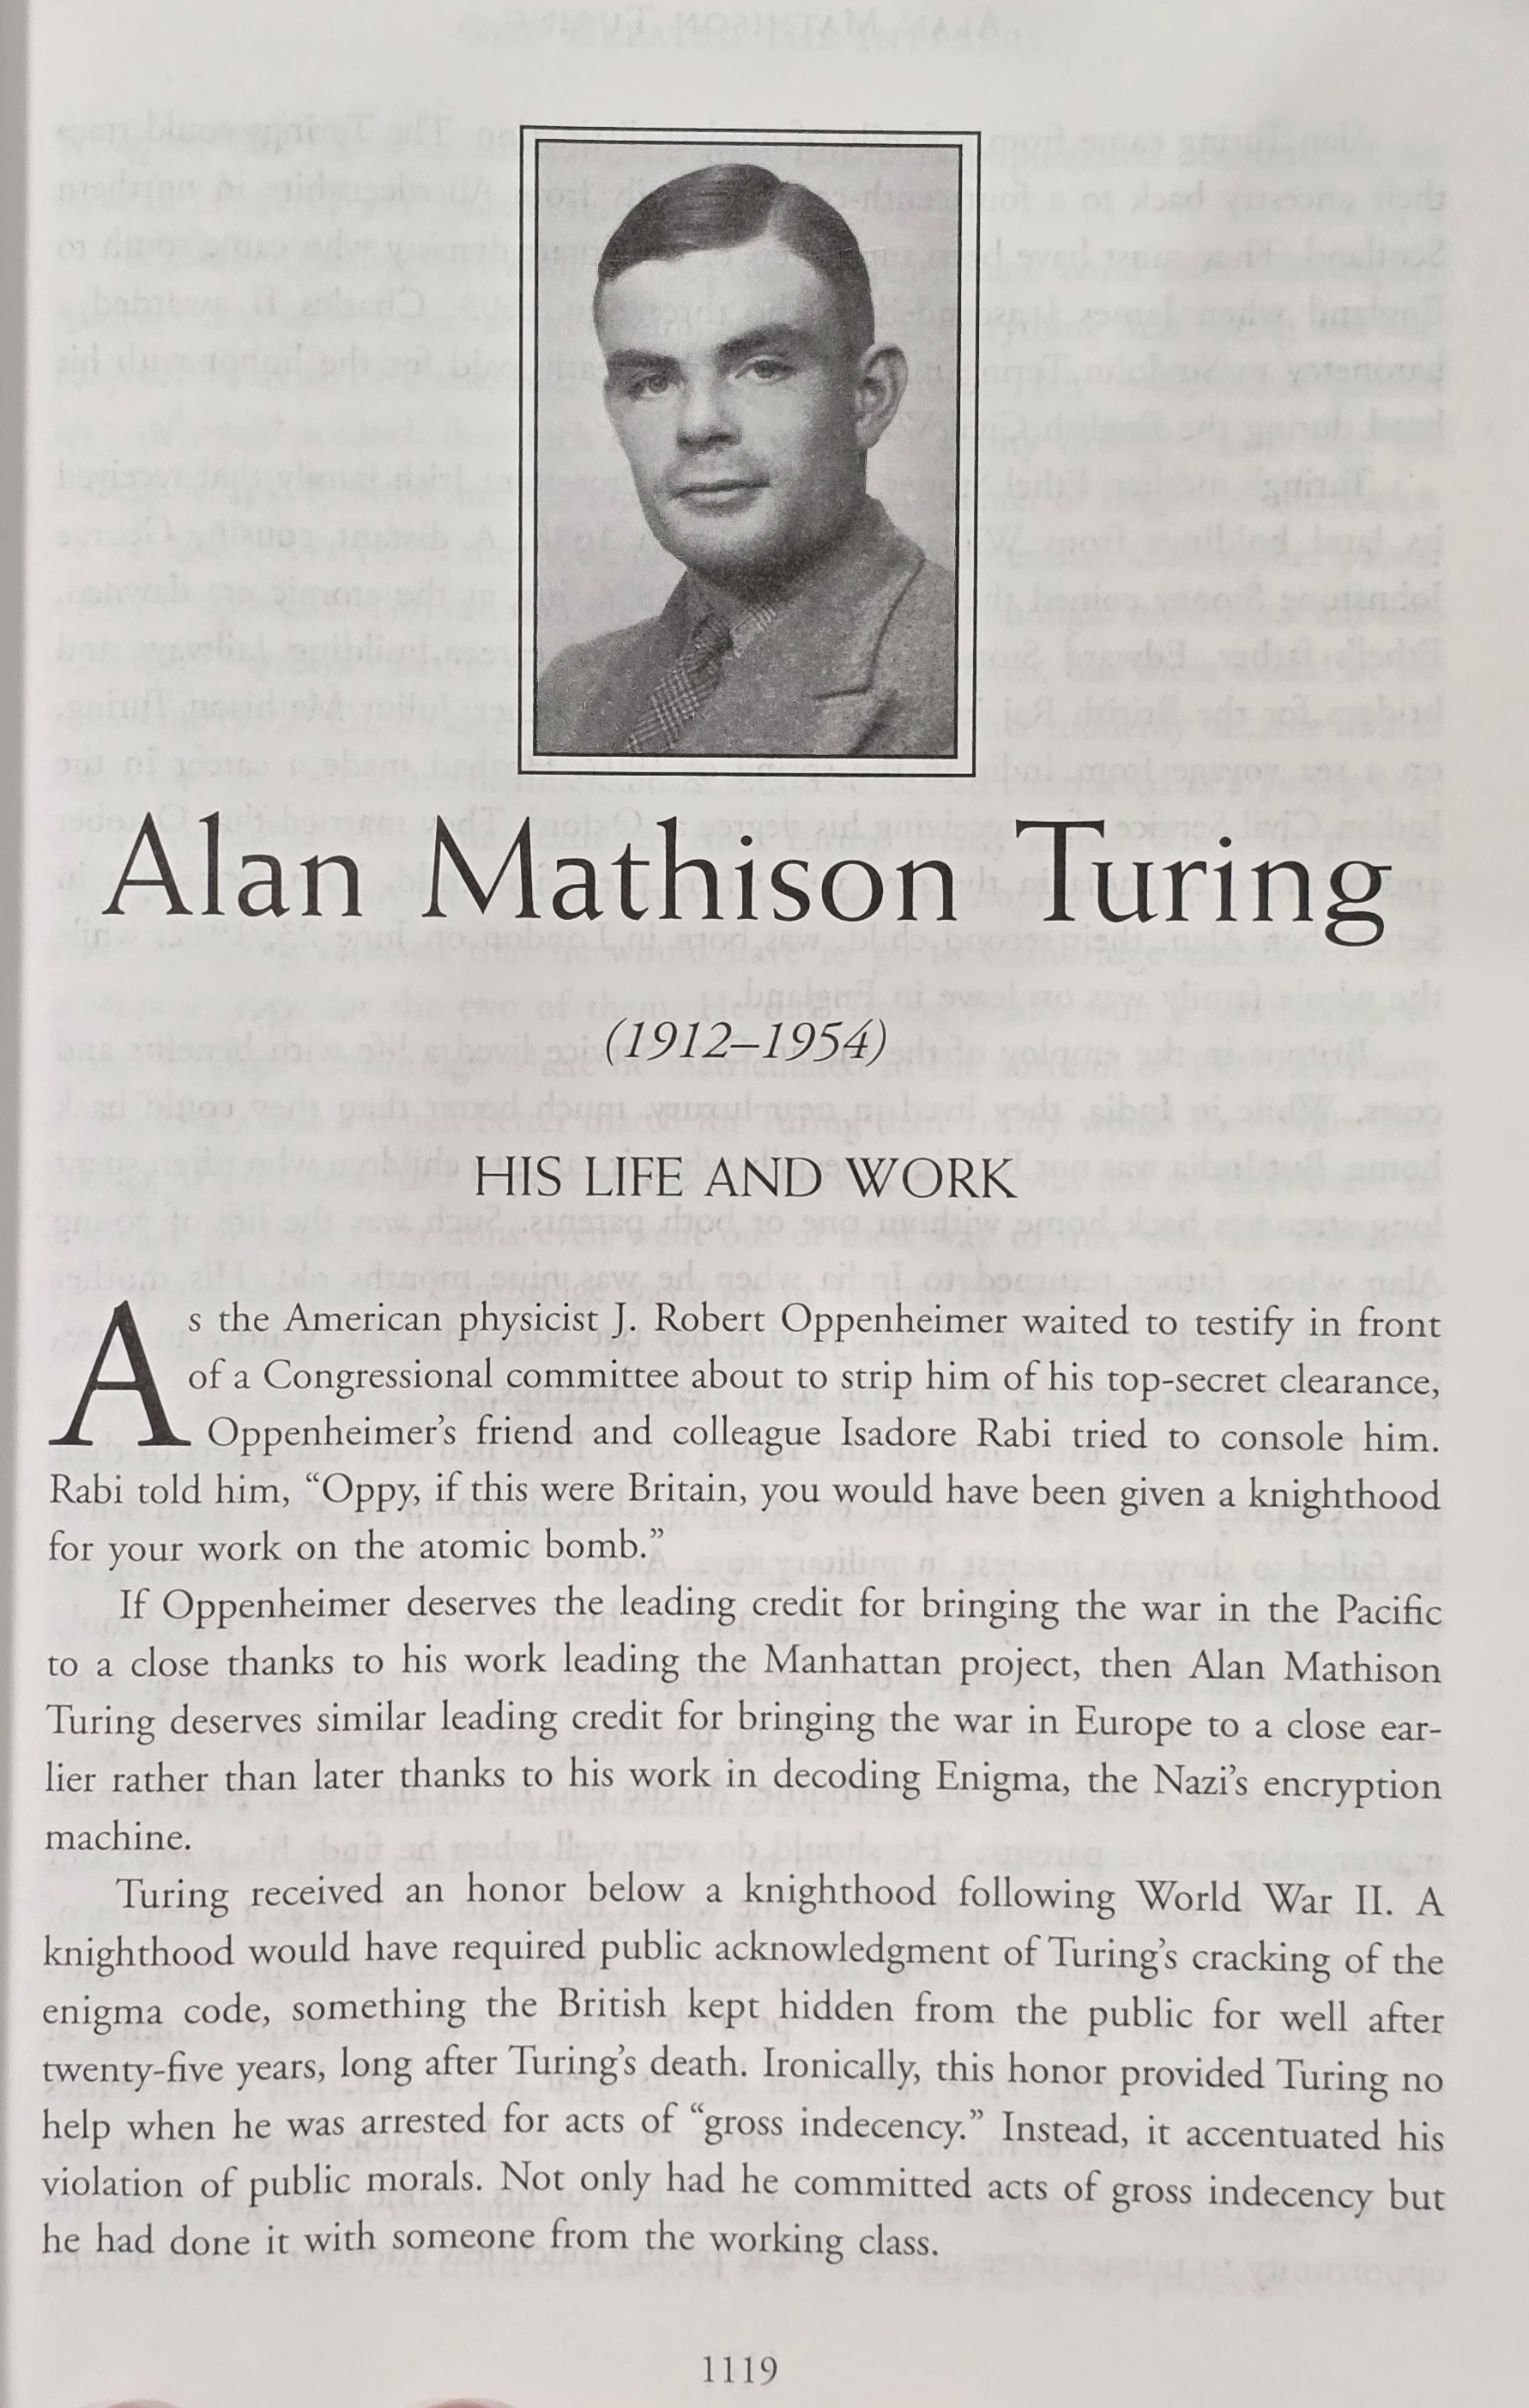 Alan Mathison Turing
(1912–1954)
HIS LIFE AND WORK
As the American physicist J. Robert Oppenheimer waited to testify in front
of a Congressional committee about to strip him of his top-secret clearance,
Oppenheimer's friend and colleague Isadore Rabi tried to console him.
Rabi told him, “Oppy, if this were Britain, you would have been given a knighthood
for your work on the atomic bomb.”
If Oppenheimer deserves the leading credit for bringing the war in the Pacific
to a close thanks to his work leading the Manhattan project, then Alan Mathison
Turing deserves similar leading credit for bringing the war in Europe to a close ear-
lier rather than later thanks to his work in decoding Enigma, the Nazi's encryption
machine.
Turing received an honor below a knighthood following World War II. A
knighthood would have required public acknowledgment of Turing's cracking of the
enigma code, something the British kept hidden from the public for well after
twenty-five years, long after Turing's death. Ironically, this honor provided Turing no
help when he was arrested for acts of “gross indecency.” Instead, it accentuated his
violation of public morals. Not only had he committed acts of gross indecency but
he had done it with someone from the working class.
1119